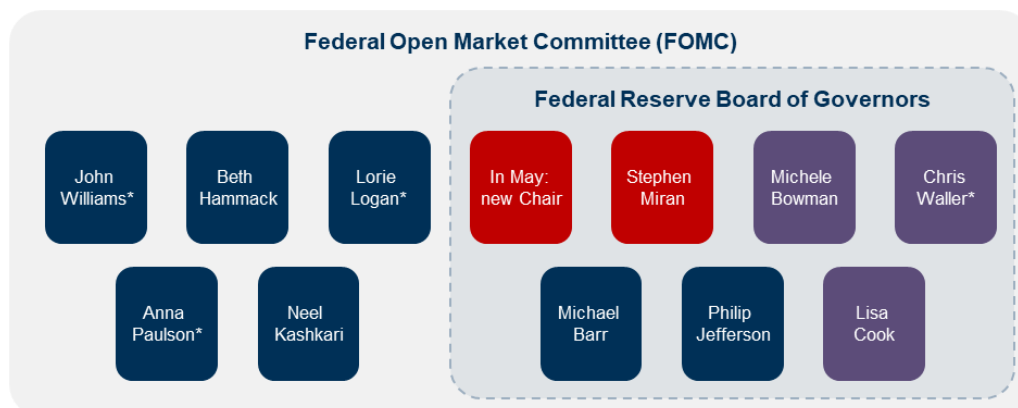 Federal Open Market Committee (FOMC)
Federal Reserve Board of Governors
John
Williams*
Beth
Hammack
Lorie
Logan*
In May:
new Chair
Stephen
Miran
Michele
Bowman
Chris
Waller*
Anna
Paulson*
Neel
Kashkari
Michael
Barr
Philip
Jefferson
Lisa
Cook